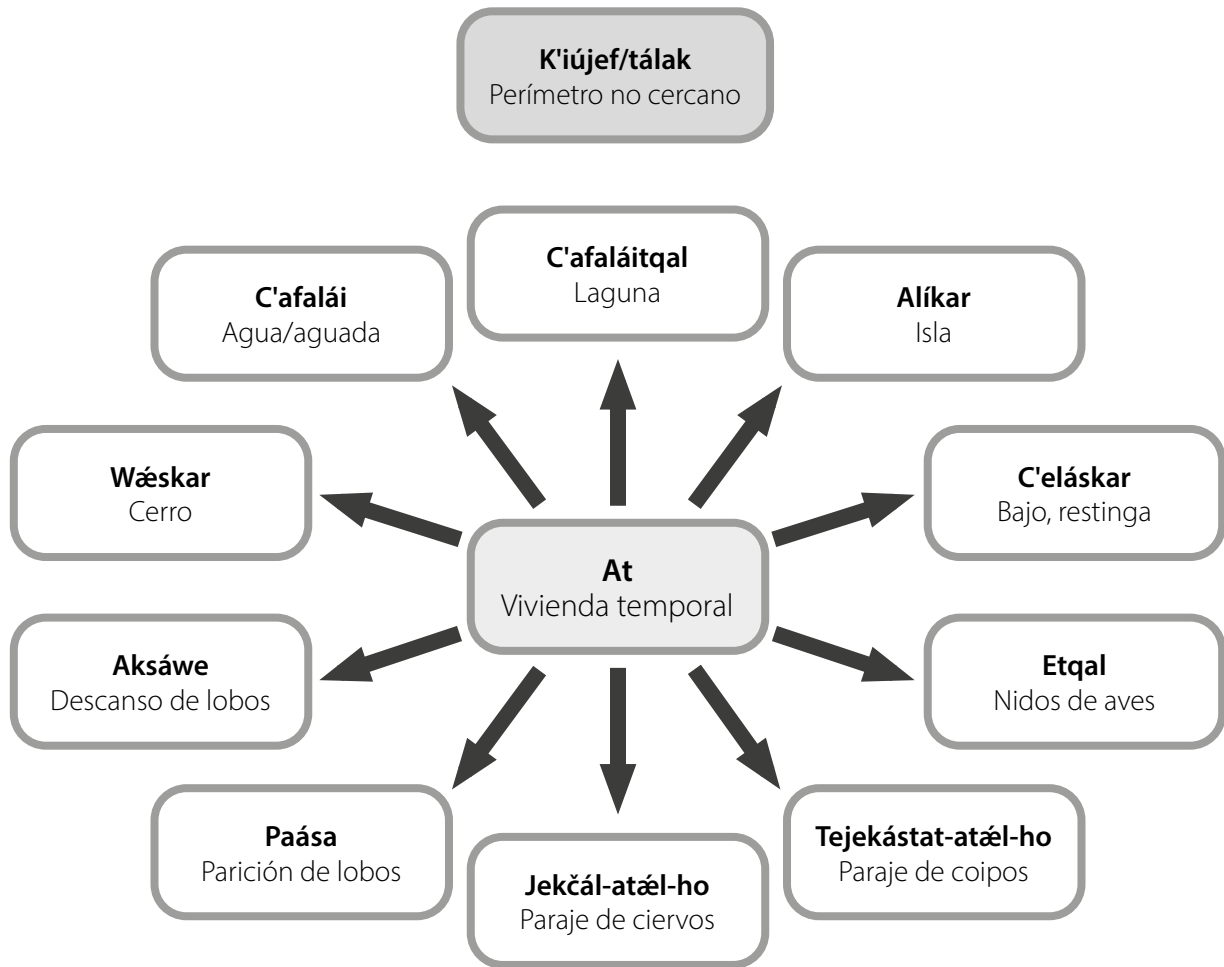 K'iújef/tálak
Perímetro no cercano
C'afaláitqal
Laguna
C'afalái
Agua/aguada
Alíkar
Isla
Wǽskar
Cerro
C'eláskar
Bajo, restinga
At
Vivienda temporal
Aksáwe
Descanso de lobos
Etqal
Nidos de aves
Paása
Parición de lobos
Jekčál-atǽl-ho
Paraje de ciervos
Tejekástat-atǽl-ho
Paraje de coipos